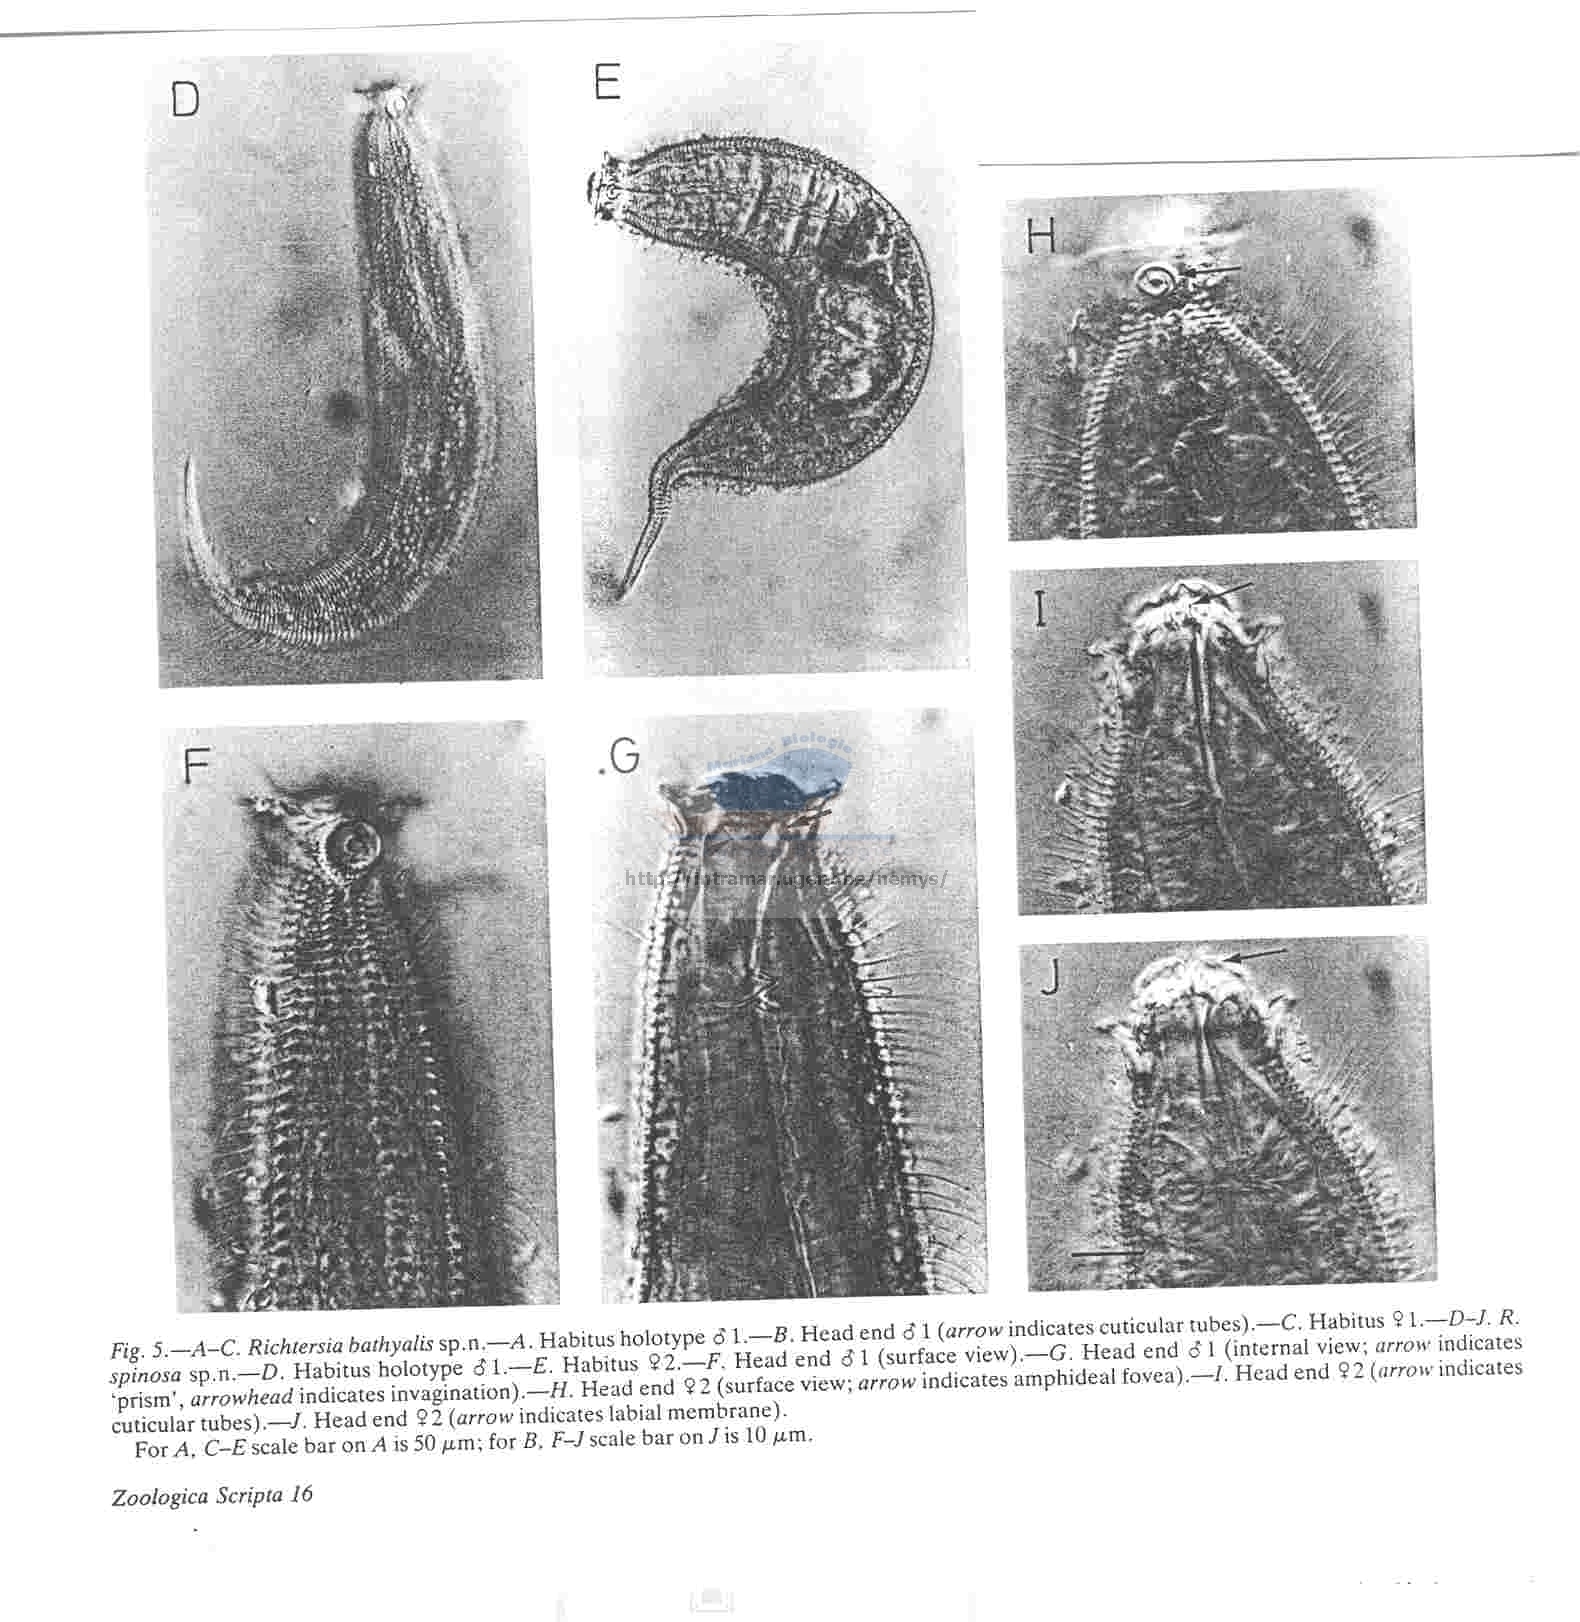 D
E
H
I
F
.G
Mariene Biologie
http://intramar.ugent.be/nemys/
J
Fig. 5.—A–C. Richtersia bathyalis sp.n.—A. Habitus holotype ♂1.—B. Head end ♂1 (arrow indicates cuticular tubes).—C. Habitus ♀1.—D–J. R.
spinosa sp.n.—D. Habitus holotype ♂1.—E. Habitus ♀2.—F. Head end ♂1 (surface view).—G. Head end ♂1 (internal view; arrow indicates
‘prism’, arrowhead indicates invagination).—H. Head end ♀2 (surface view; arrow indicates amphideal fovea).—I. Head end ♀2 (arrow indicates
cuticular tubes).—J. Head end ♀2 (arrow indicates labial membrane).
For A, C–E scale bar on A is 50 μm; for B, F–J scale bar on J is 10 μm.
Zoologica Scripta 16